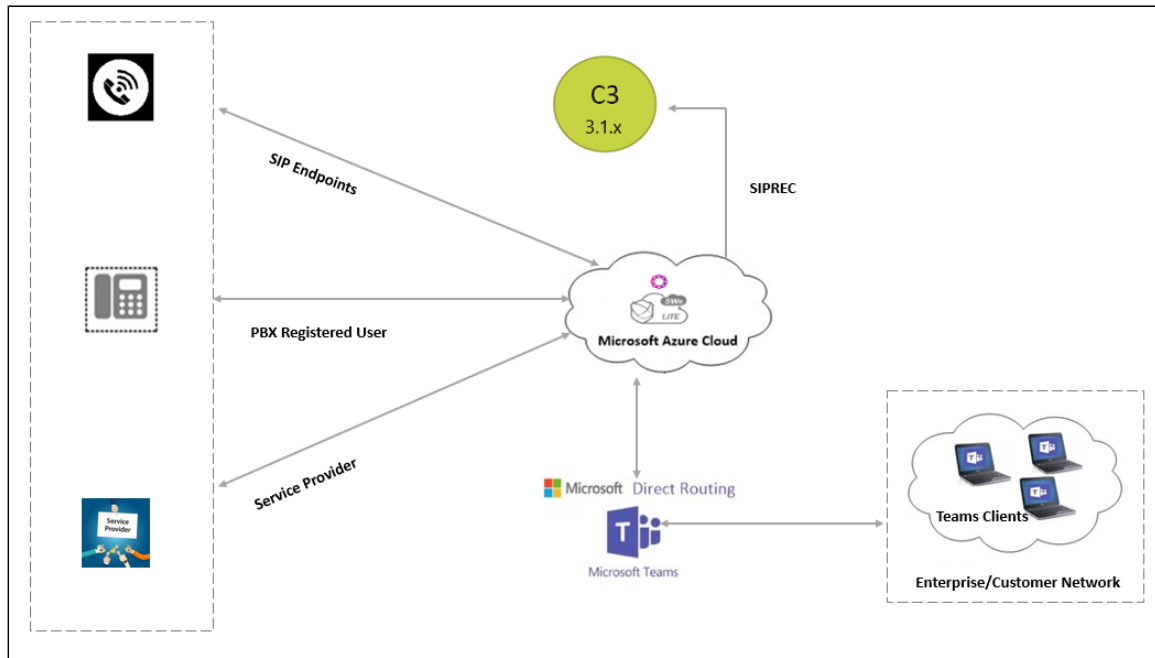 C3
3.1.x
SIP Endpoints
SIPREC
SWe
LITE
Microsoft Azure Cloud
PBX Registered User
Service Provider
Microsoft Direct Routing
T
Microsoft Teams
Service
Provider
Teams Clients
Enterprise/Customer Network